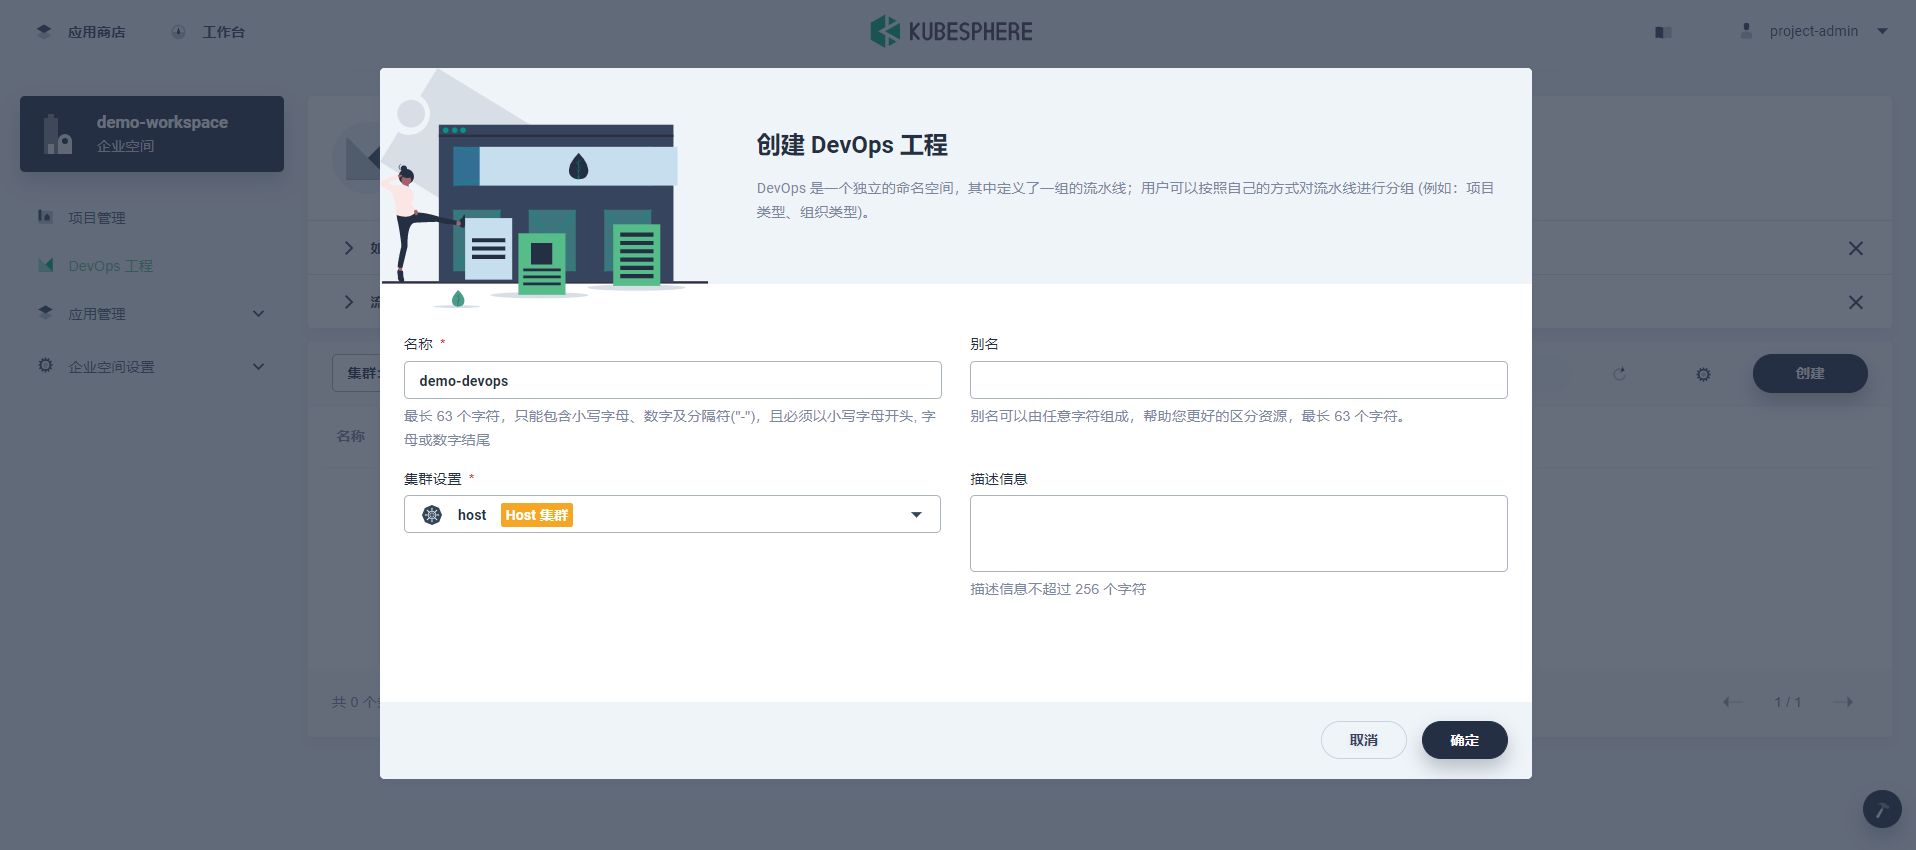 应用商店
工作台
KUBESPHERE
project-admin
demo-workspace
企业空间
项目管理
DevOps 工程
应用管理
企业空间设置
创建 DevOps 工程
DevOps 是一个独立的命名空间，其中定义了一组的流水线；用户可以按照自己的方式对流水线进行分组 (例如：项目
类型、组织类型)。
名称 *
demo-devops
最长 63 个字符，只能包含小写字母、数字及分隔符("-")，且必须以小写字母开头, 字
母或数字结尾
别名
别名可以由任意字符组成，帮助您更好的区分资源，最长 63 个字符。
集群设置 *
host Host 集群
描述信息
描述信息不超过 256 个字符
取消
确定
集群:
创建
名称
共 0 个
1 / 1